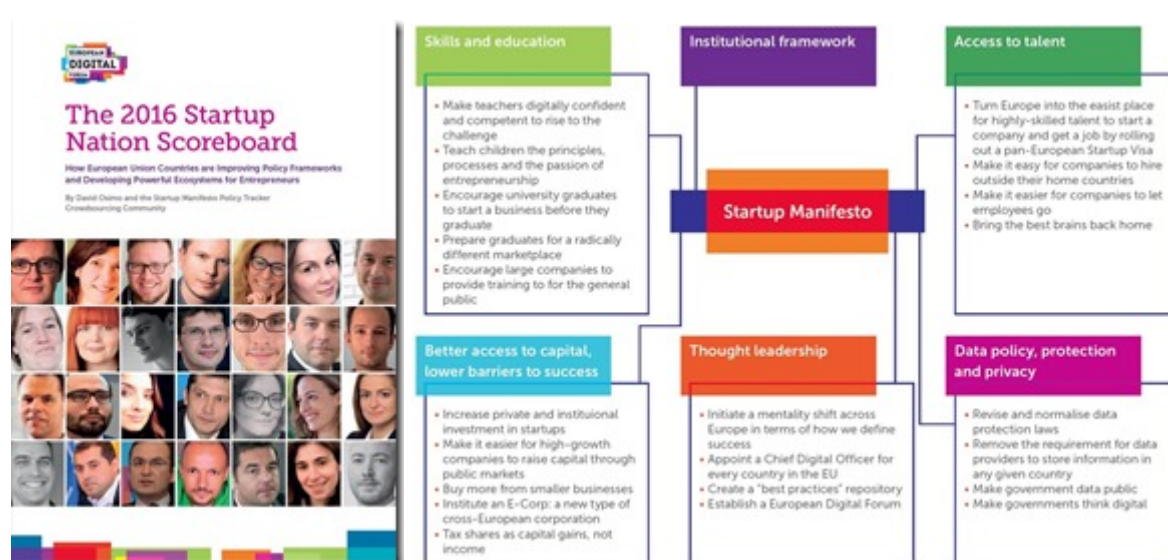 EUROPEAN
DIGITAL
FORUM
The 2016 Startup
Nation Scoreboard
How European Union Countries are Improving Policy Frameworks
and Developing Powerful Ecosystems for Entrepreneurs
By David Osimo and the Startup Manifesto Policy Tracker
Crowdsourcing Community
Skills and education
• Make teachers digitally confident
and competent to rise to the
challenge
• Teach children the principles,
processes and the passion of
entrepreneurship
• Encourage university graduates
to start a business before they
graduate
• Prepare graduates for a radically
different marketplace
• Encourage large companies to
provide training to for the general
public
Institutional framework
Access to talent
• Turn Europe into the easist place
for highly-skilled talent to start a
company and get a job by rolling
out a pan-European Startup Visa
• Make it easy for companies to hire
outside their home countries
• Make it easier for companies to let
employees go
• Bring the best brains back home
Startup Manifesto
Better access to capital,
lower barriers to success
• Increase private and instituional
investment in startups
• Make it easier for high-growth
companies to raise capital through
public markets
• Buy more from smaller businesses
• Institute an E-Corp: a new type of
cross-European corporation
• Tax shares as capital gains, not
income
Thought leadership
• Initiate a mentality shift across
Europe in terms of how we define
success
• Appoint a Chief Digital Officer for
every country in the EU
• Create a "best practices" repository
• Establish a European Digital Forum
Data policy, protection
and privacy
• Revise and normalise data
protection laws
• Remove the requirement for data
providers to store information in
any given country
• Make government data public
• Make governments think digital